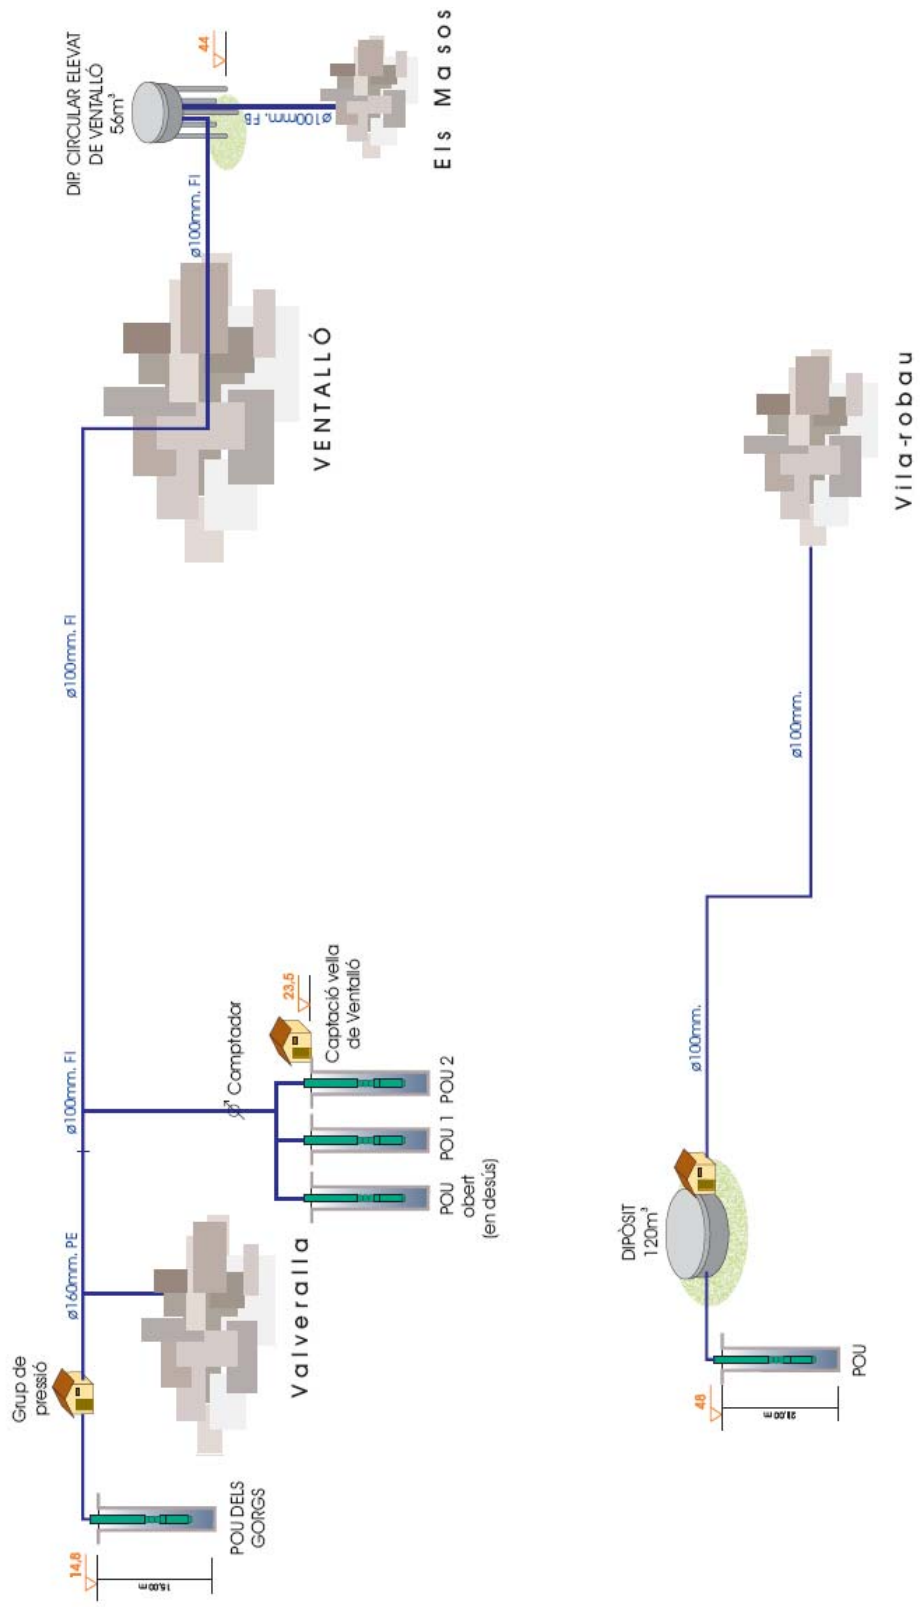 14,8
15,00 m
POU DELS
GORGS
Grup de
pressió
ø160mm. PE
Valveralla
POU
obert
(en desús)
POU 1
POU 2
Captació vella
de Ventalló
23,5
Comptador
ø100mm. FI
ø100mm. FI
VENTALLÓ
ø100mm. FI
DIP. CIRCULAR ELEVAT
DE VENTALLÓ
56m³
44
ø100mm. FB
Els Masos
48
POU
DIPÒSIT
120m³
ø100mm.
ø100mm.
Vila-robau